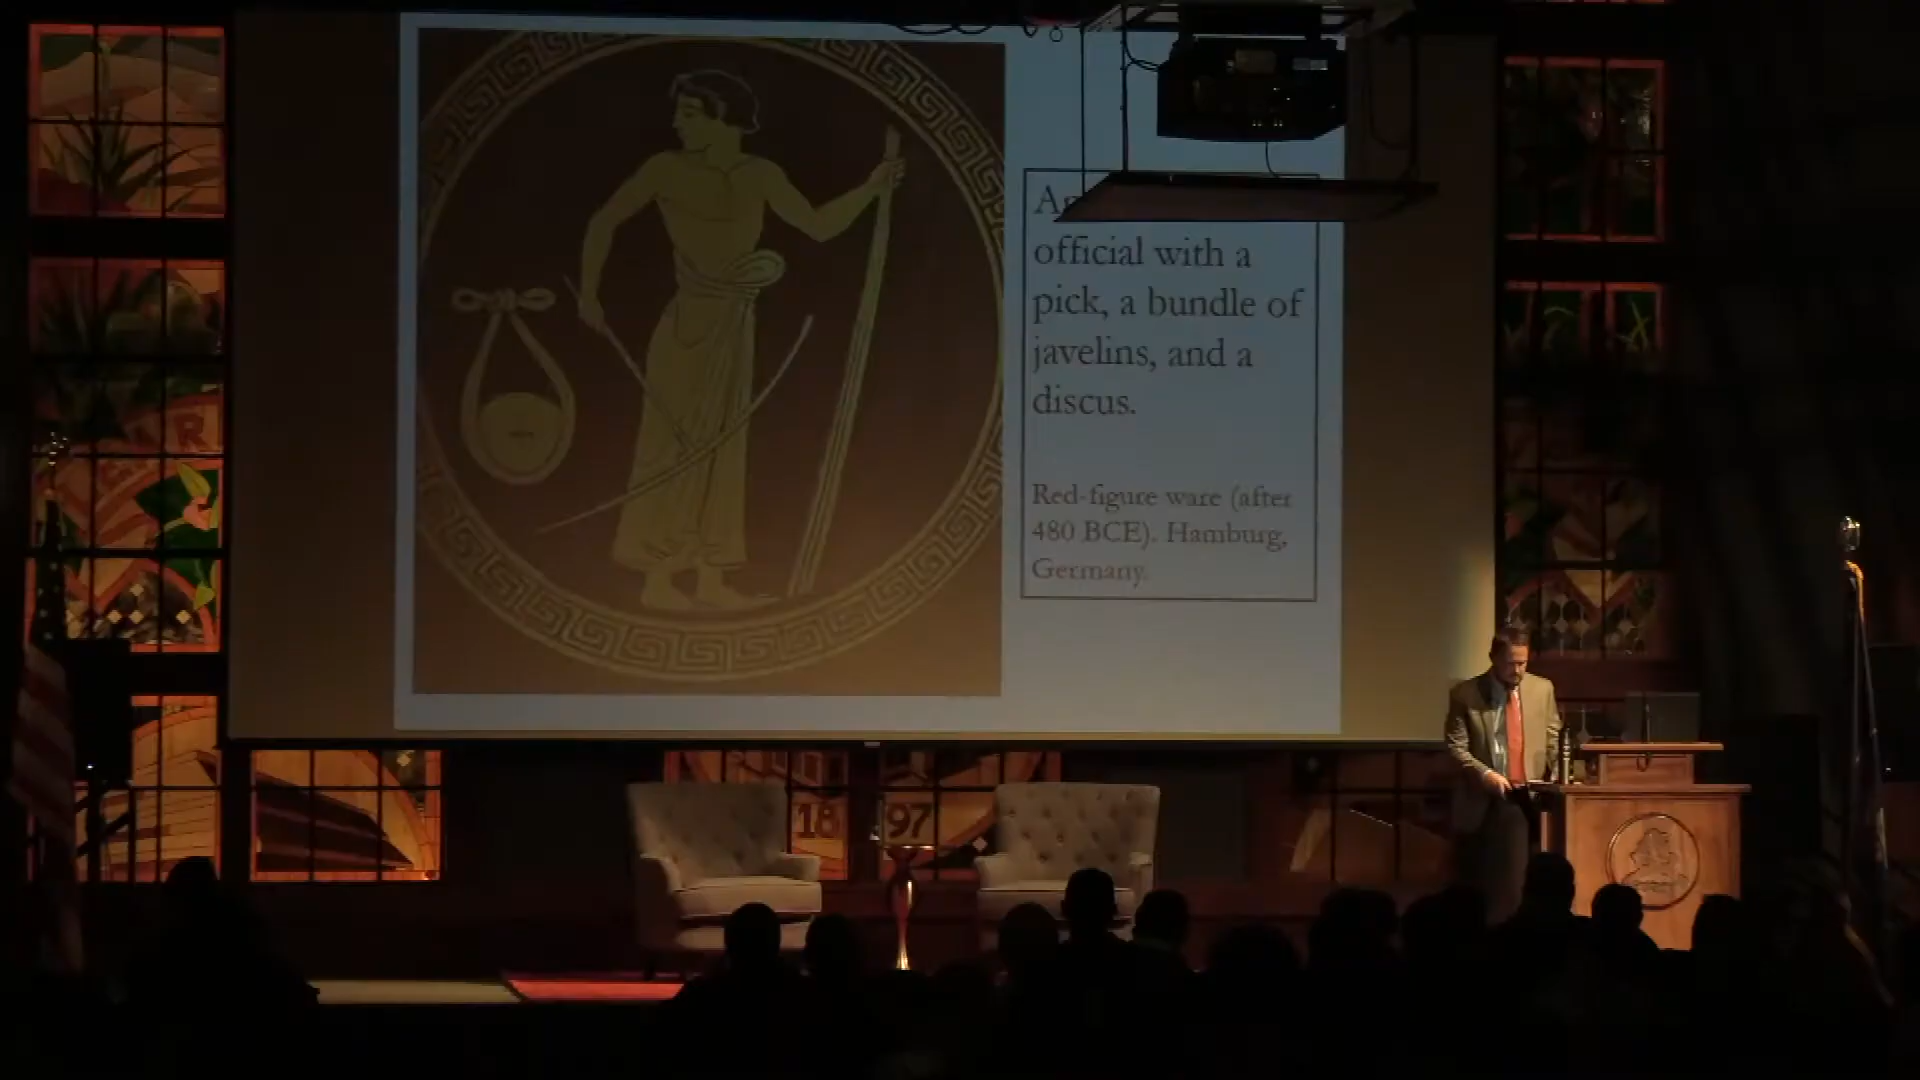 official with a
pick, a bundle of
javelins, and a
discus.
Red-figure ware (after
480 BCE). Hamburg,
Germany.
18 97